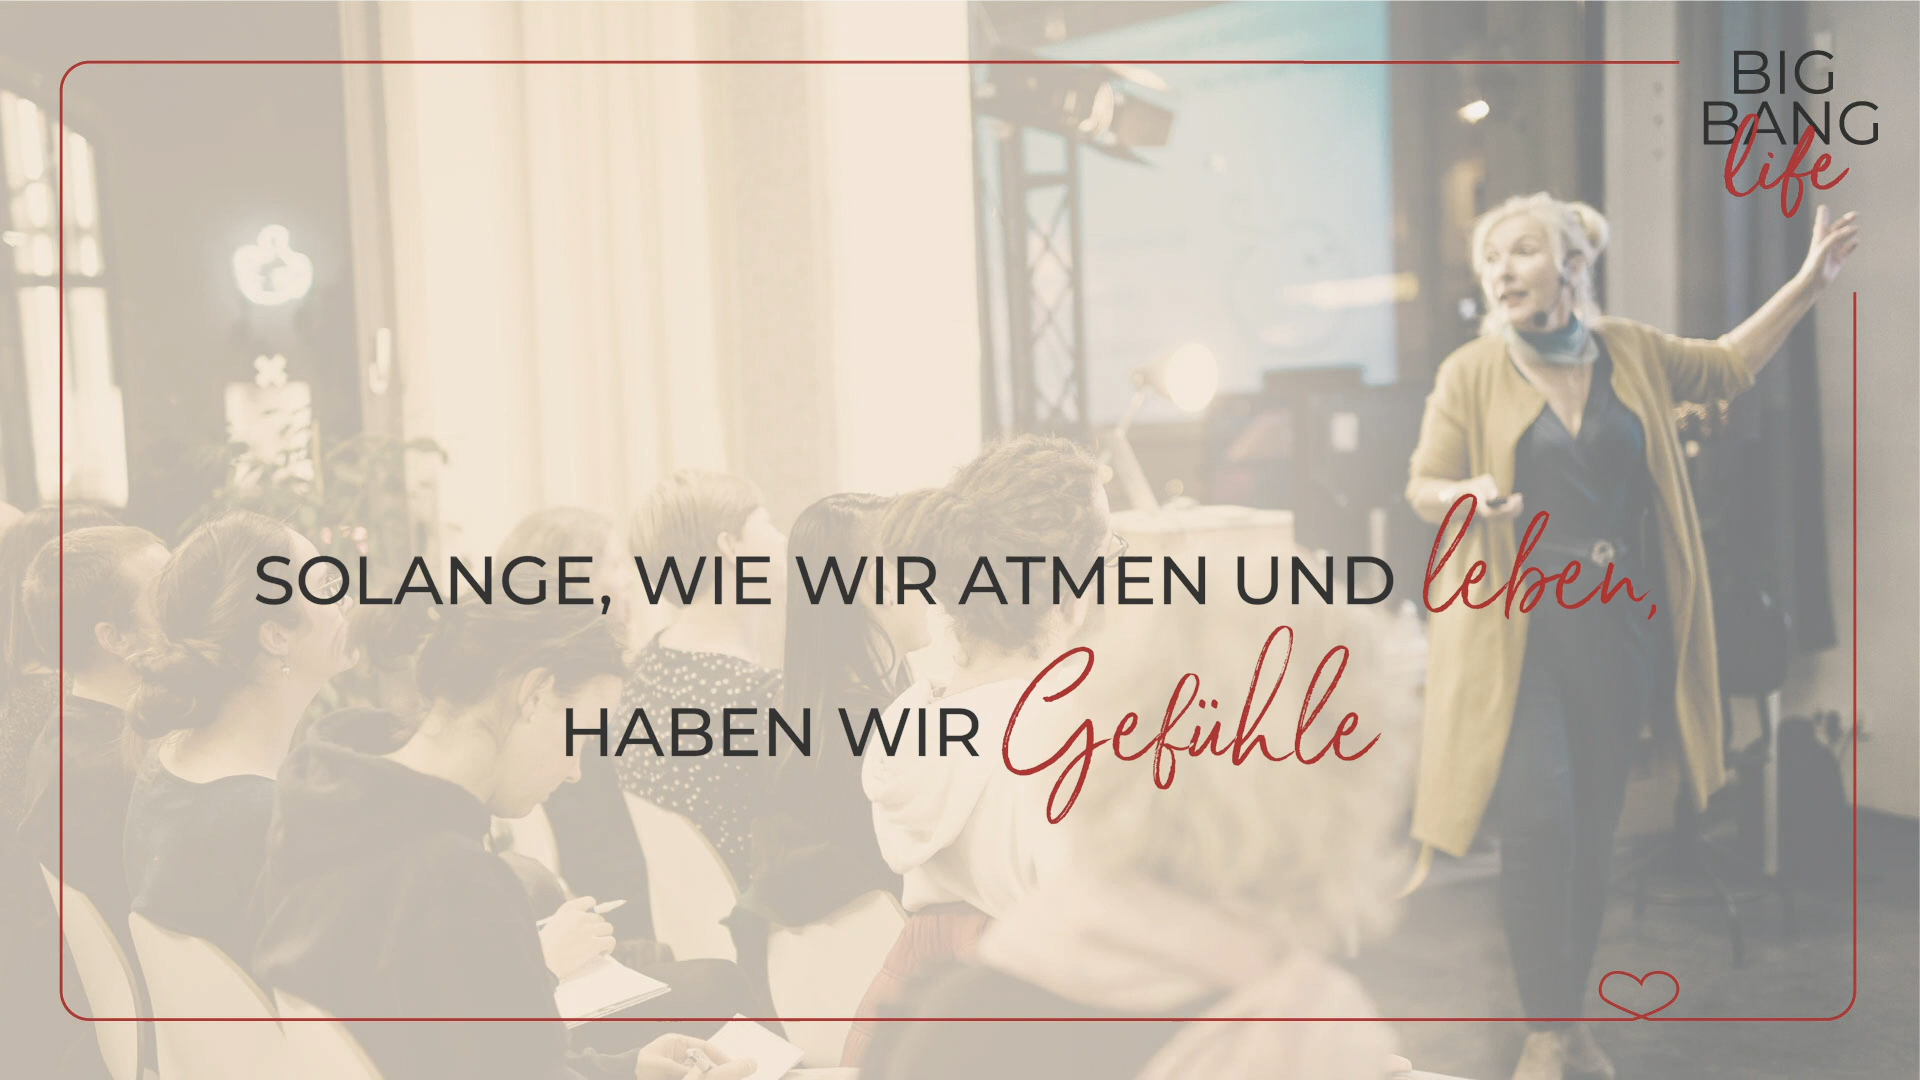 BIG
BANG
life
SOLANGE, WIE WIR ATMEN UND leben,
HABEN WIR Gefühle